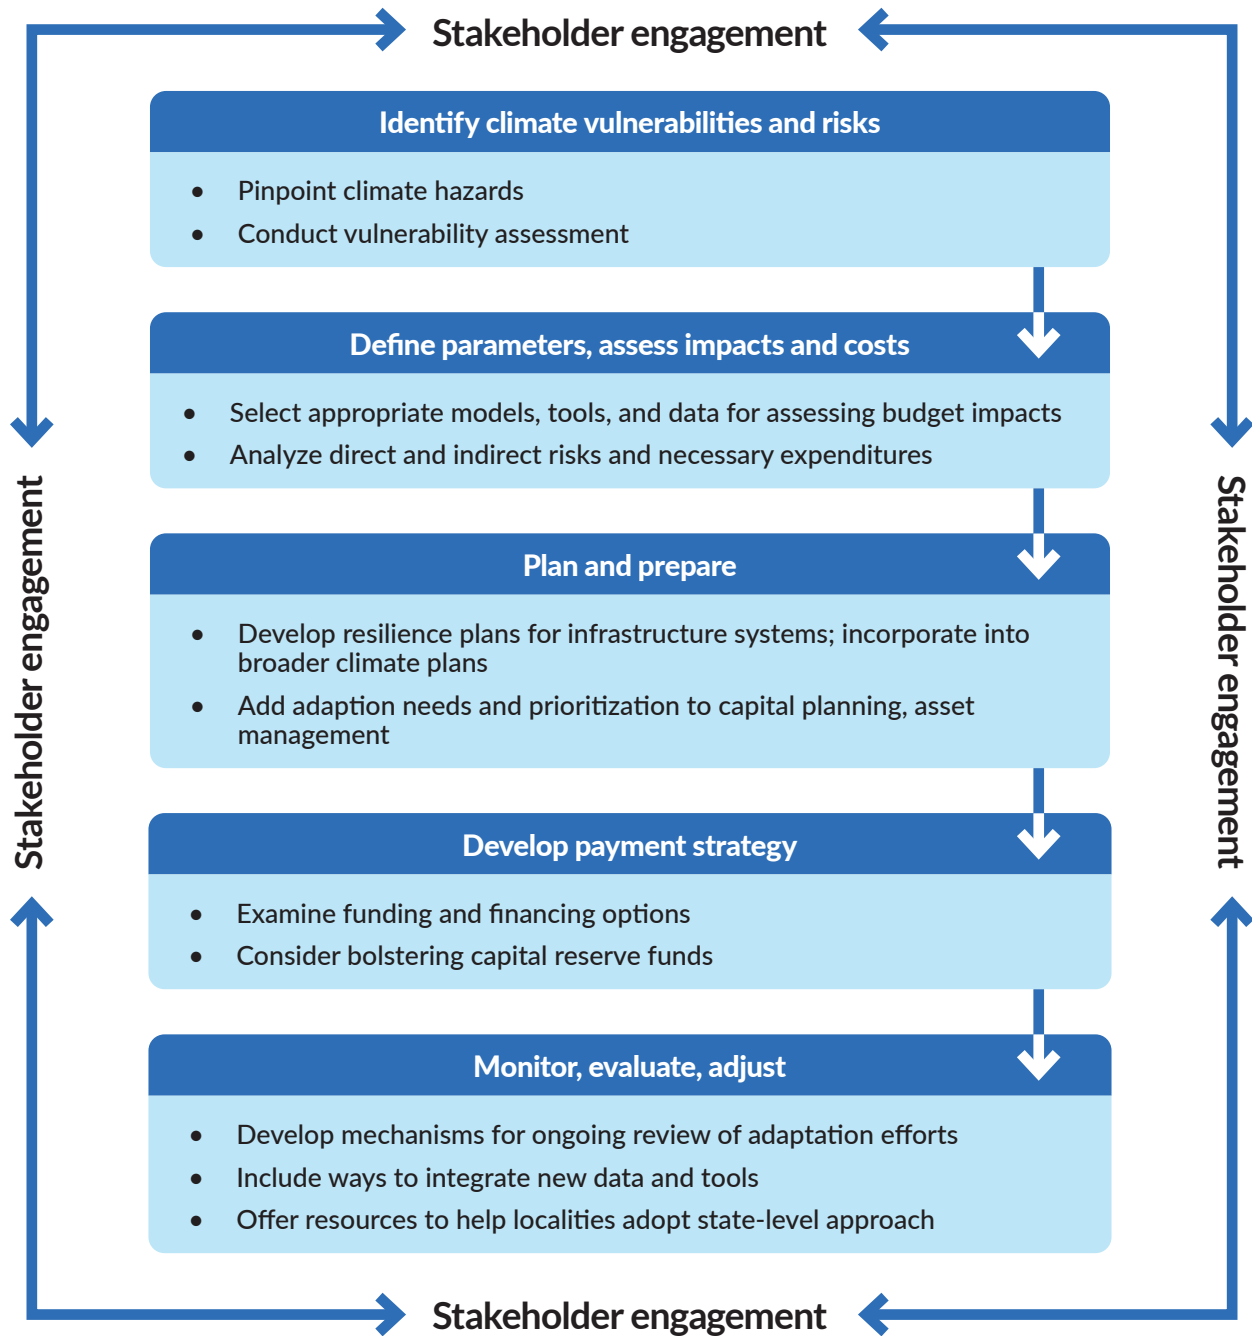 Stakeholder engagement
Identify climate vulnerabilities and risks
• Pinpoint climate hazards
• Conduct vulnerability assessment
Define parameters, assess impacts and costs
• Select appropriate models, tools, and data for assessing budget impacts
• Analyze direct and indirect risks and necessary expenditures
Stakeholder engagement
Stakeholder engagement
Plan and prepare
• Develop resilience plans for infrastructure systems; incorporate into
broader climate plans
• Add adaption needs and prioritization to capital planning, asset
management
Develop payment strategy
• Examine funding and financing options
• Consider bolstering capital reserve funds
Monitor, evaluate, adjust
• Develop mechanisms for ongoing review of adaptation efforts
• Include ways to integrate new data and tools
• Offer resources to help localities adopt state-level approach
Stakeholder engagement